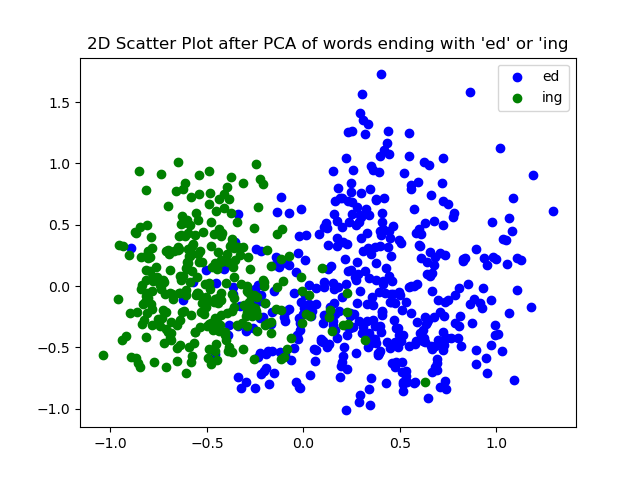 2D Scatter Plot after PCA of words ending with 'ed' or 'ing
ed
ing
1.5
1.0
0.5
0.0
−0.5
−1.0
−1.0 −0.5 0.0 0.5 1.0